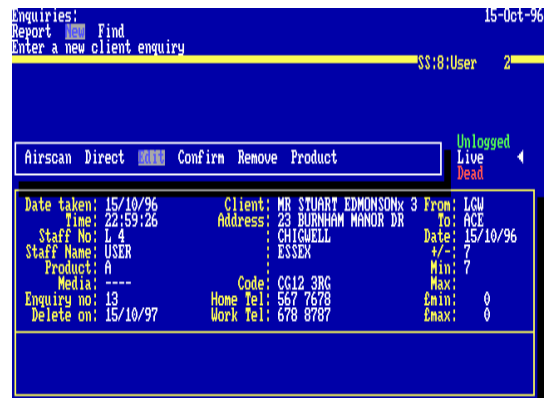 Enquiries: 15-Oct-96
Report New Find
Enter a new client enquiry
SS:8:User 2
Unlogged
Airscan Direct Edit Confirm Remove Product Live
Dead
Date taken: 15/10/96 Client: MR STUART EDMONSONx 3 From: LGW
Time: 22:59:26 Address: 23 BURNHAM MANOR DR To: ACE
Staff No: L 4 : CHIGWELL Date: 15/10/96
Staff Name: USER : ESSEX +/-: 7
Product: A : Min: 7
Media: ---- Code: CG12 3RG Max:
Enquiry no: 13 Home Tel: 567 7678 £min: 0
Delete on: 15/10/97 Work Tel: 678 8787 £max: 0